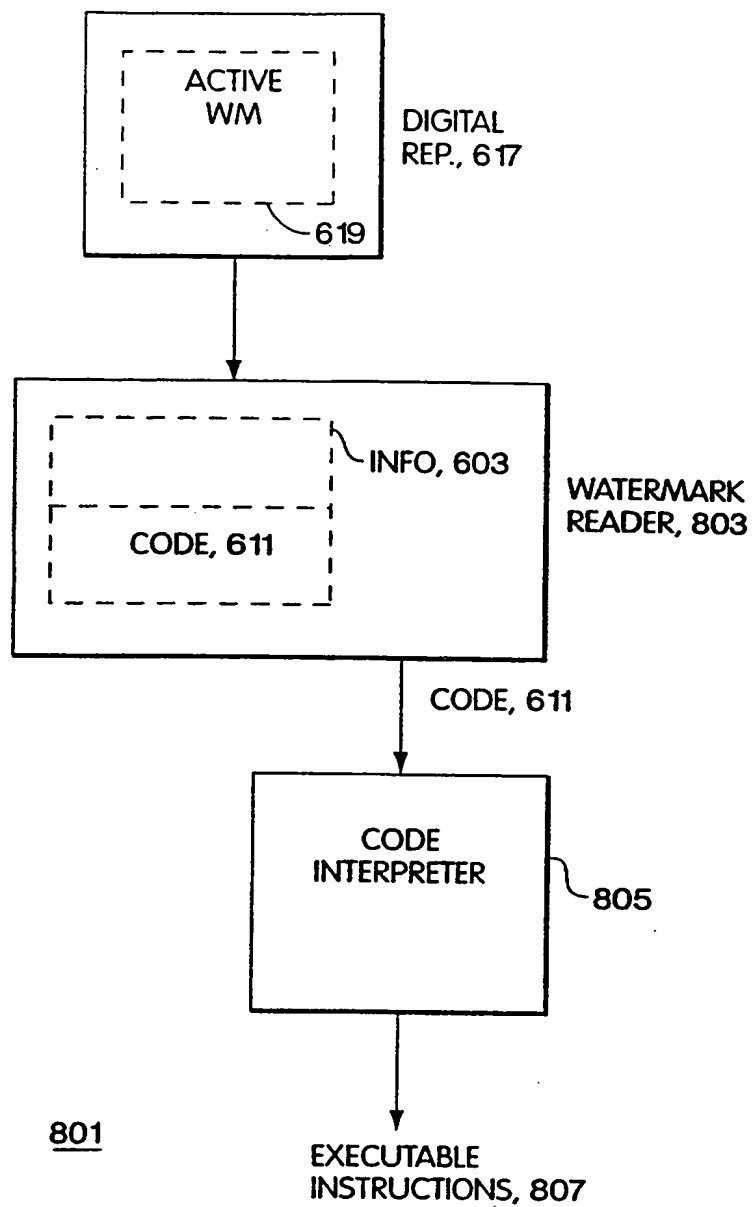 ACTIVE
WM
DIGITAL
REP., 617
619
INFO, 603
CODE, 611
WATERMARK
READER, 803
CODE, 611
CODE
INTERPRETER
805
801
EXECUTABLE
INSTRUCTIONS, 807